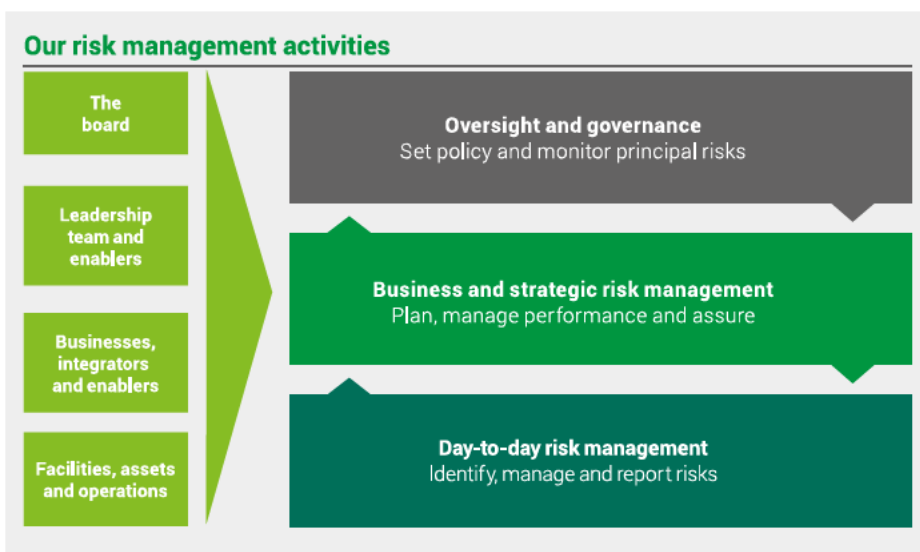 Our risk management activities
The
board
Leadership
team and
enablers
Businesses,
integrators
and enablers
Facilities, assets
and operations
Oversight and governance
Set policy and monitor principal risks
Business and strategic risk management
Plan, manage performance and assure
Day-to-day risk management
Identify, manage and report risks